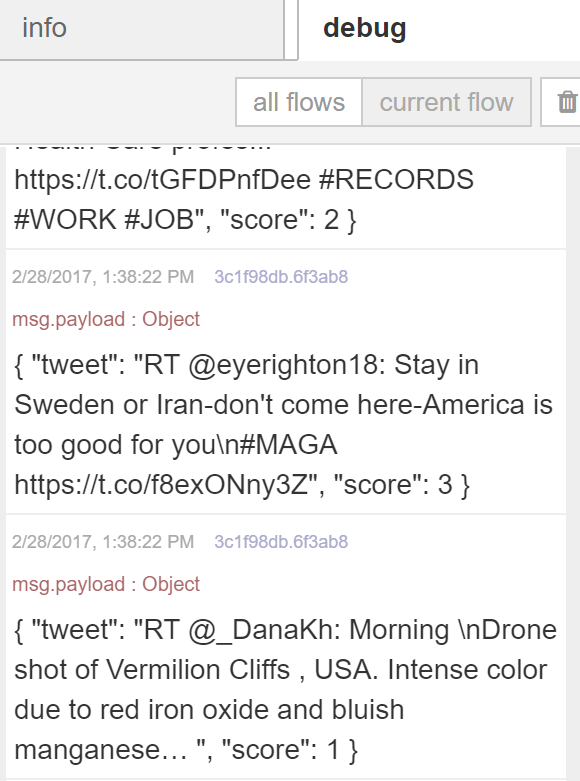 info
debug
all flows
current flow
https://t.co/tGFDPnfDee #RECORDS
#WORK #JOB", "score": 2 }
2/28/2017, 1:38:22 PM 3c1f98db.6f3ab8
msg.payload : Object
{ "tweet": "RT @eyerighton18: Stay in
Sweden or Iran-don't come here-America is
too good for you\n#MAGA
https://t.co/f8exONny3Z", "score": 3 }
2/28/2017, 1:38:22 PM 3c1f98db.6f3ab8
msg.payload : Object
{ "tweet": "RT @_DanaKh: Morning \nDrone
shot of Vermilion Cliffs , USA. Intense color
due to red iron oxide and bluish
manganese… ", "score": 1 }